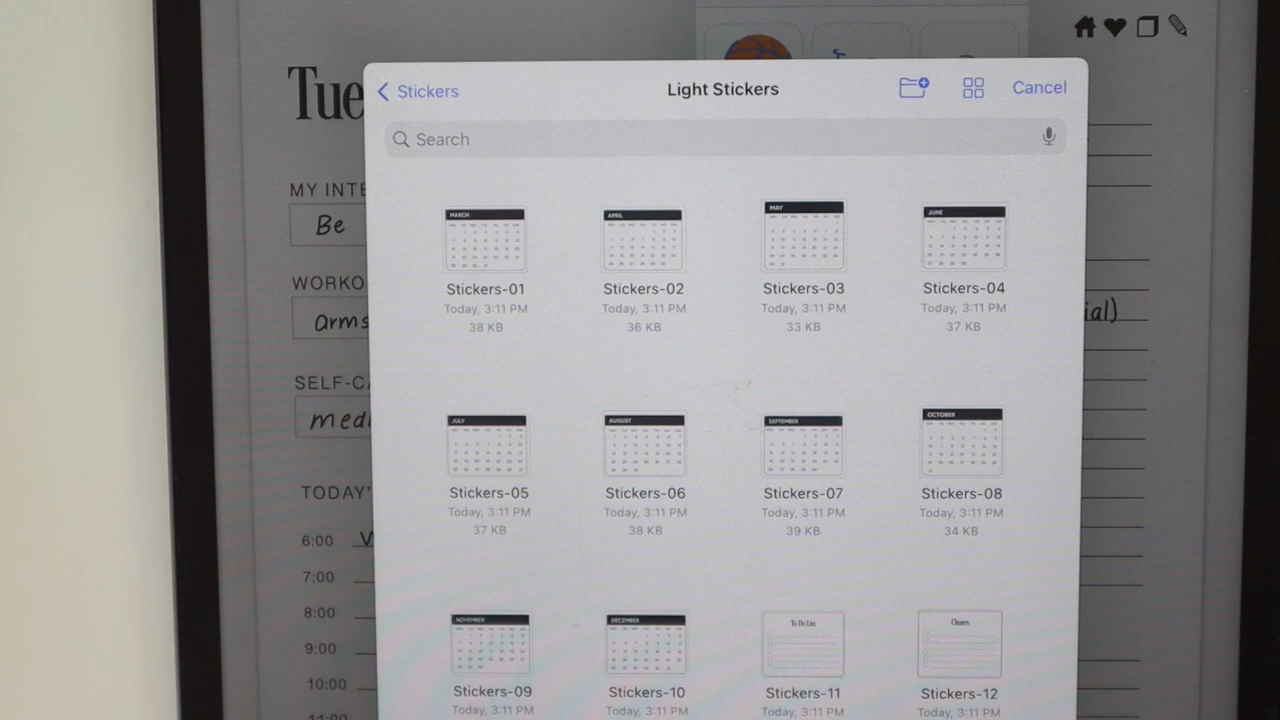 Tue
Stickers
Light Stickers
Cancel
Search
MY INTE
Be
WORKO
arms
SELF-CA
medi
TODAY'
6:00
7:00
8:00
9:00
10:00
11:00
ial)
MARCH
APRIL
MAY
JUNE
Stickers-01
Stickers-02
Stickers-03
Stickers-04
Today, 3:11 PM
Today, 3:11 PM
Today, 3:11 PM
Today, 3:11 PM
38 KB
36 KB
33 KB
37 KB
JULY
AUGUST
SEPTEMBER
OCTOBER
Stickers-05
Stickers-06
Stickers-07
Stickers-08
Today, 3:11 PM
Today, 3:11 PM
Today, 3:11 PM
Today, 3:11 PM
37 KB
38 KB
39 KB
34 KB
NOVEMBER
DECEMBER
To Do List
Chores
Stickers-09
Stickers-10
Stickers-11
Stickers-12
Today, 3:11 PM
Today, 3:11 PM
Today, 3:11 PM
Today, 3:11 PM